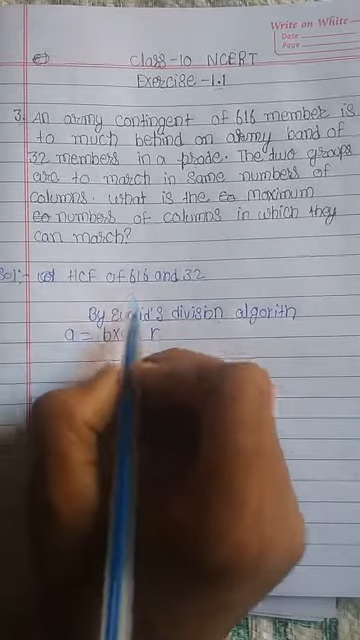 Write on White
Date
Page
Class-10 NCERT
Exercise-1.1
3. An army contingent of 616 member is
to much behind on army band of
32 members in a prade. The two groups
are to march in same numbers of
columns. what is the maximum
numbers of columns in which they
can march?
Sol:- HCF of 616 and 32
By Euclid's division algorith
a = bx r